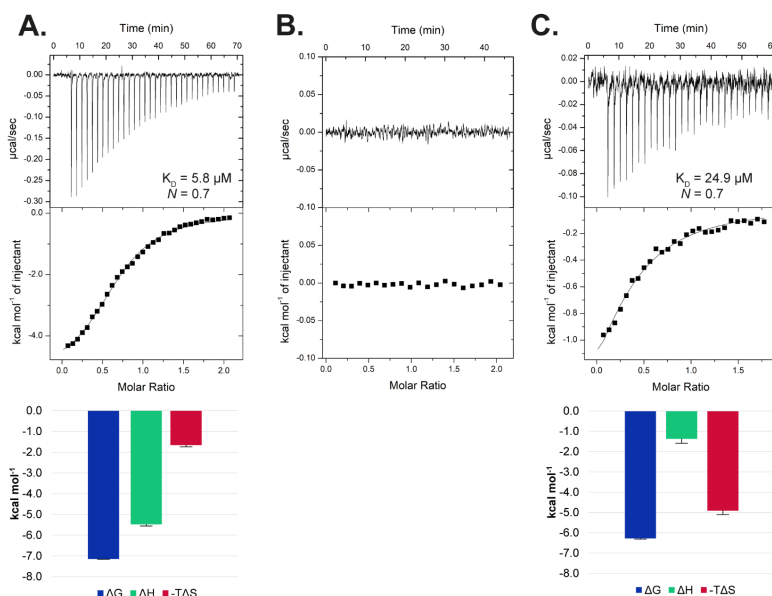 A.
Time (min)
0 10 20 30 40 50 60 70
0.00
-0.05
-0.10
-0.15
-0.20
-0.25
-0.30
µcal/sec
K_D = 5.8 µM
N = 0.7
0.0
-2.0
-4.0
kcal mol⁻¹ of injectant
0.0 0.5 1.0 1.5 2.0
Molar Ratio
0.0
-1.0
-2.0
-3.0
-4.0
-5.0
-6.0
-7.0
-8.0
kcal mol⁻¹
ΔG ΔH -TΔS
B.
Time (min)
0 10 20 30 40
0.10
0.05
0.00
-0.05
-0.10
µcal/sec
0.05
0.00
-0.05
-0.10
kcal mol⁻¹ of injectant
0.0 0.5 1.0 1.5 2.0
Molar Ratio
C.
Time (min)
0 10 20 30 40 50
0.02
0.00
-0.02
-0.04
-0.06
-0.08
-0.10
µcal/sec
K_D = 24.9 µM
N = 0.7
-0.2
-0.4
-0.6
-0.8
-1.0
kcal mol⁻¹ of injectant
0.0 0.5 1.0 1.5
Molar Ratio
0.0
-1.0
-2.0
-3.0
-4.0
-5.0
-6.0
-7.0
-8.0
kcal mol⁻¹
ΔG ΔH -TΔS